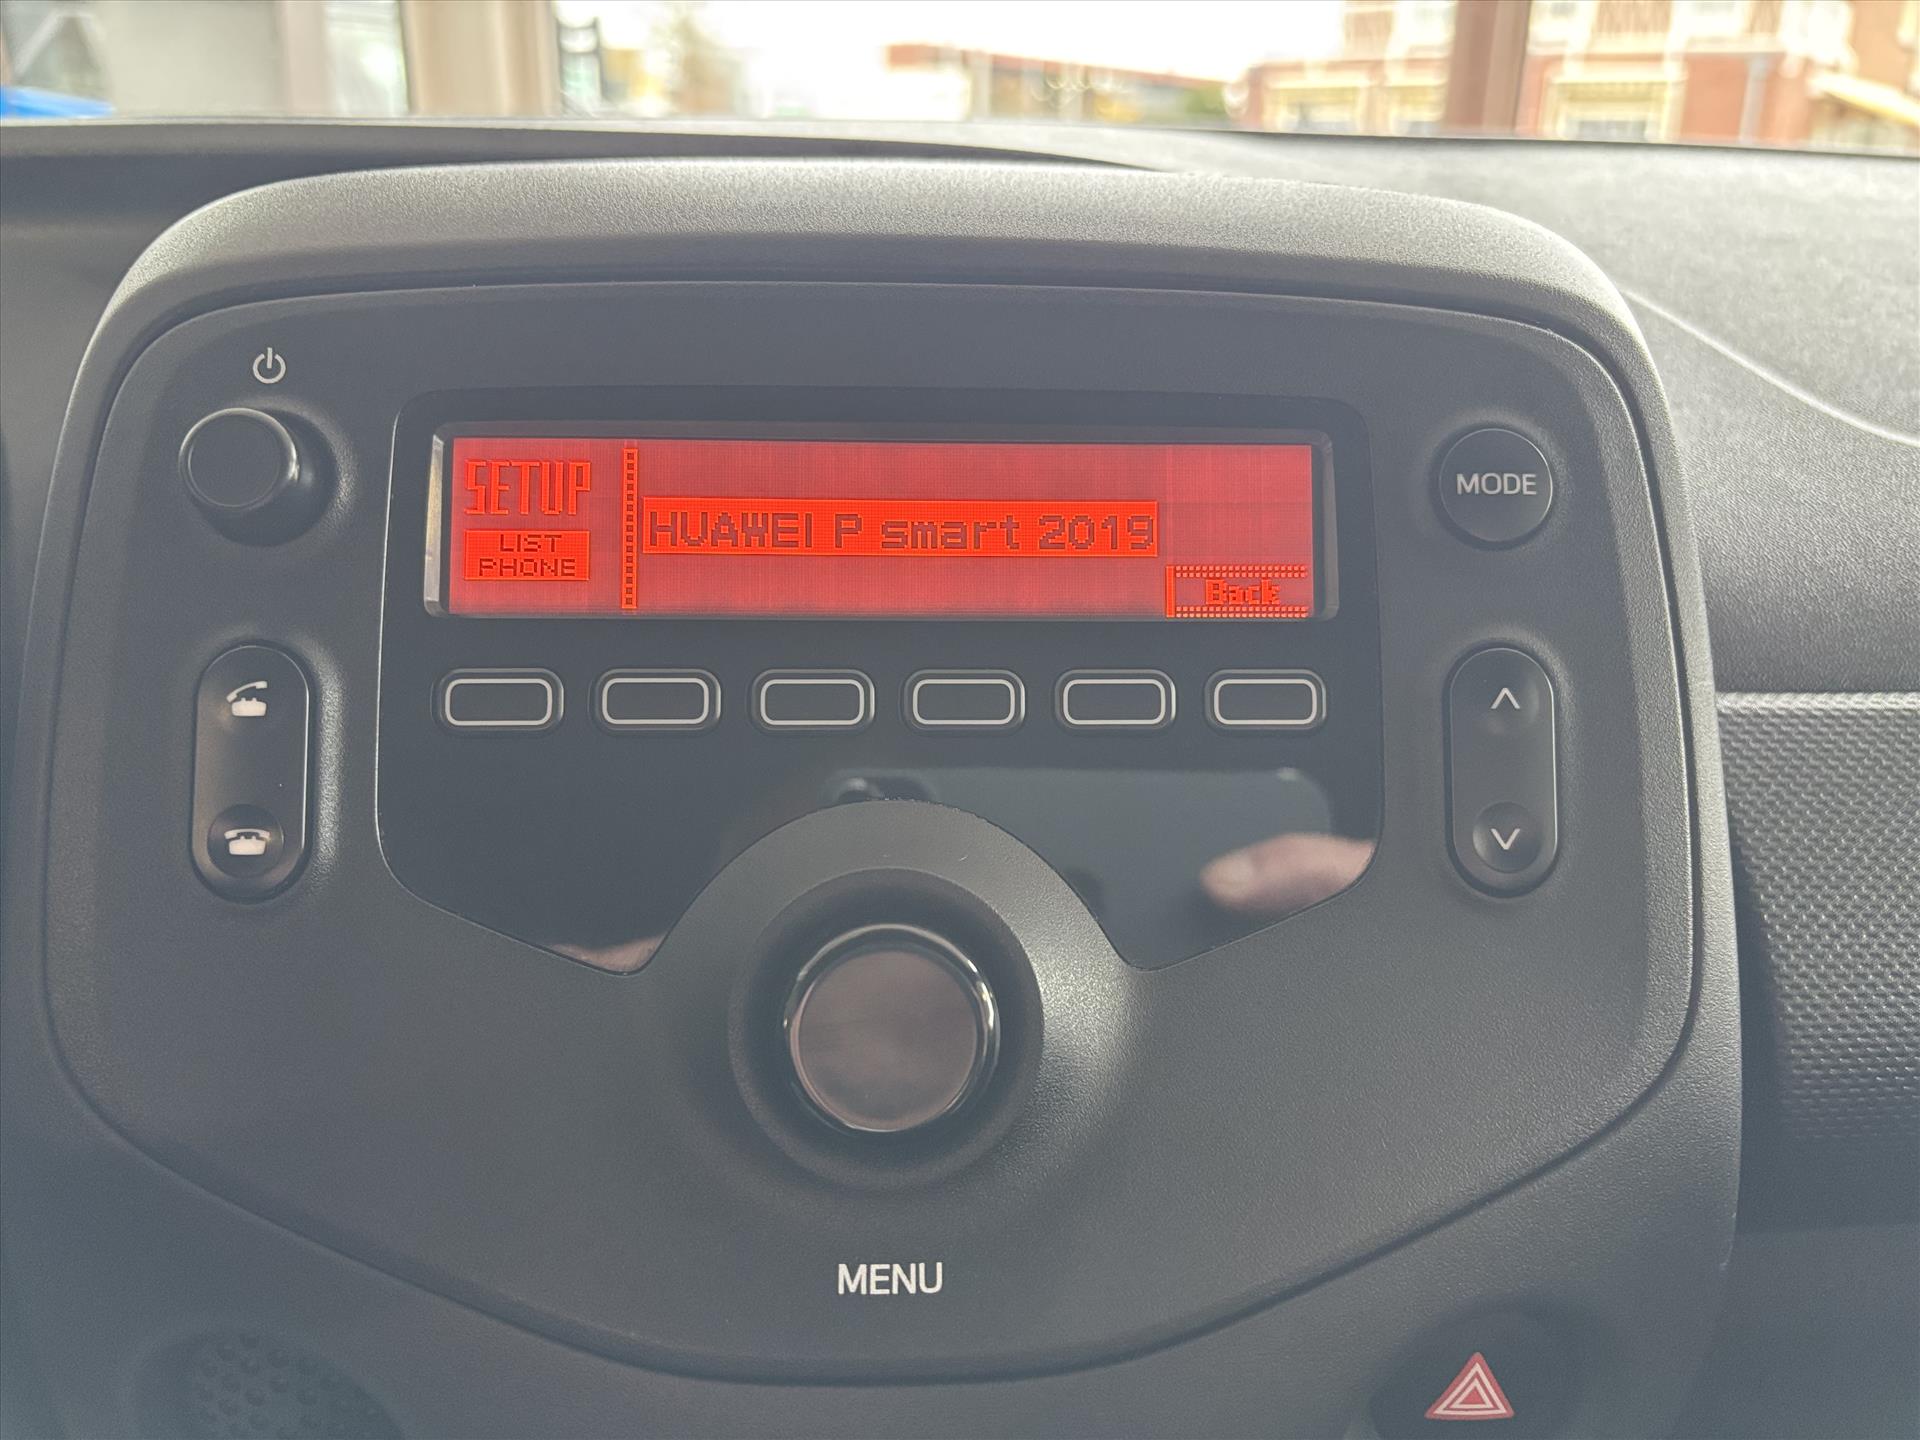 SETUP
LIST
PHONE
HUAWEI P smart 2019
Back
MODE
MENU